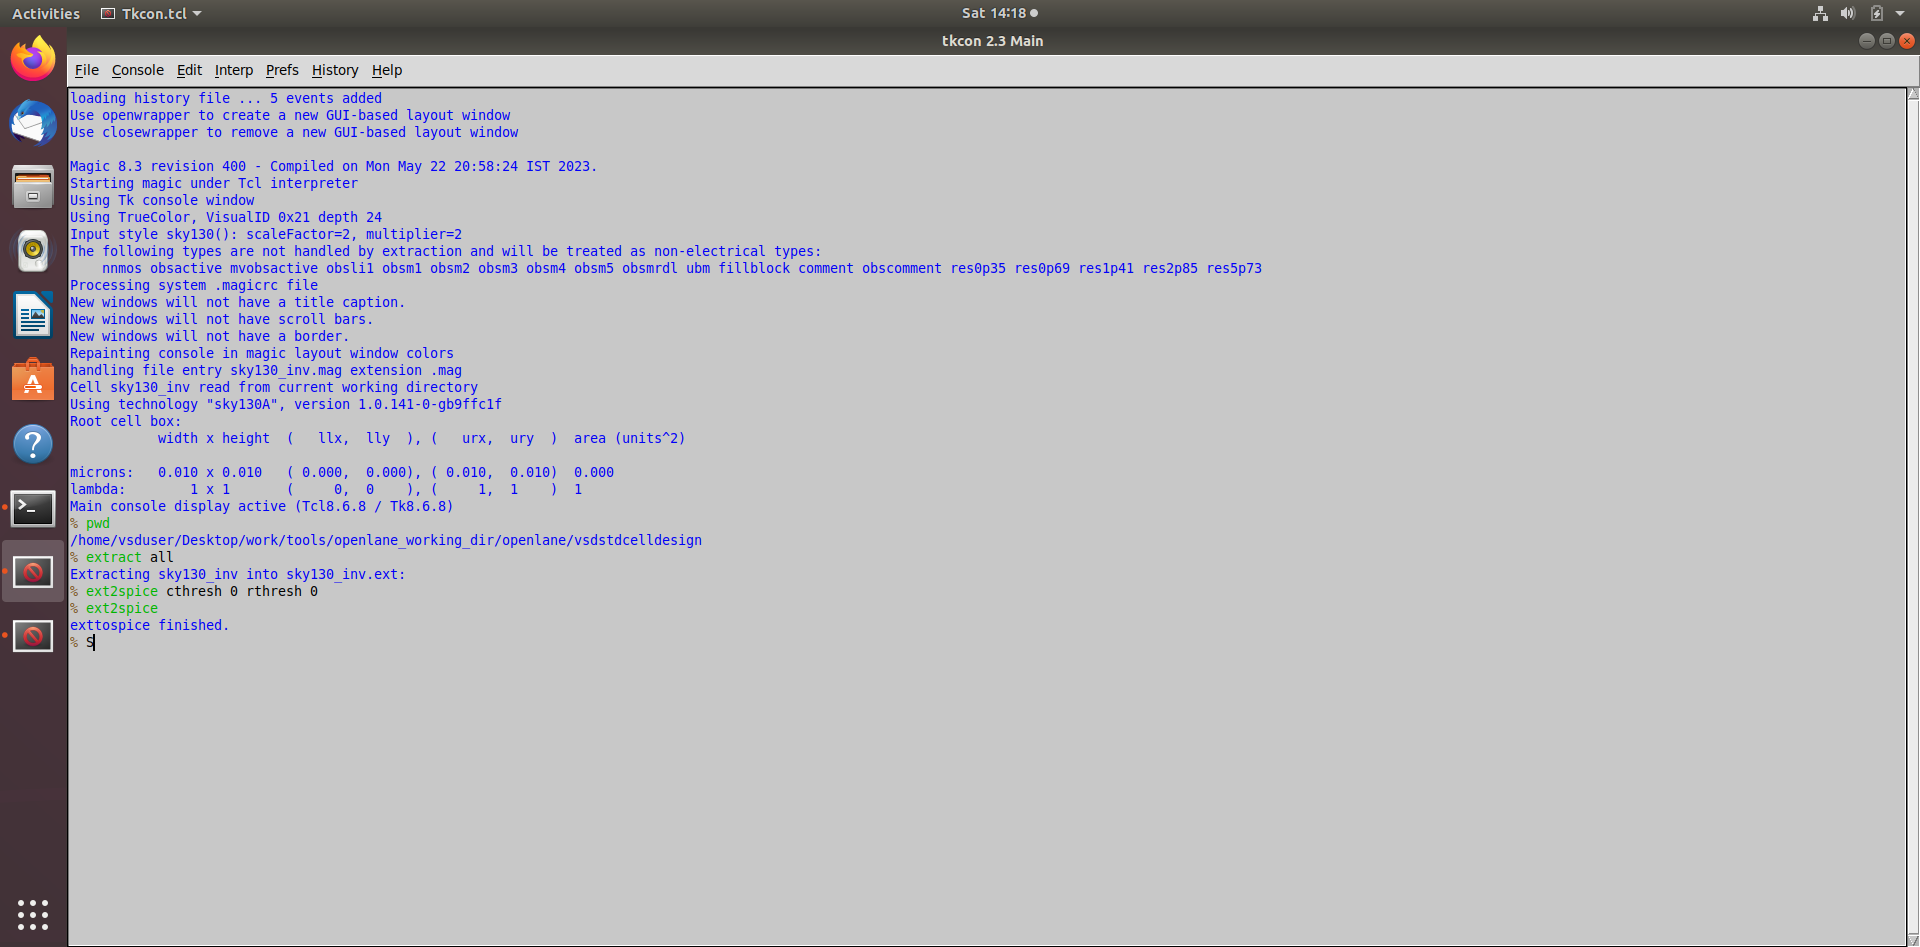 Activities Tkcon.tcl Sat 14:18
tkcon 2.3 Main
File Console Edit Interp Prefs History Help
loading history file ... 5 events added
Use openwrapper to create a new GUI-based layout window
Use closewrapper to remove a new GUI-based layout window
Magic 8.3 revision 400 - Compiled on Mon May 22 20:58:24 IST 2023.
Starting magic under Tcl interpreter
Using Tk console window
Using TrueColor, VisualID 0x21 depth 24
Input style sky130(): scaleFactor=2, multiplier=2
The following types are not handled by extraction and will be treated as non-electrical types:
nnmos obsactive mvobsactive obsli1 obsm1 obsm2 obsm3 obsm4 obsm5 obsmrdl ubm fillblock comment obscomment res0p35 res0p69 res1p41 res2p85 res5p73
Processing system .magicrc file
New windows will not have a title caption.
New windows will not have scroll bars.
New windows will not have a border.
Repainting console in magic layout window colors
handling file entry sky130_inv.mag extension .mag
Cell sky130_inv read from current working directory
Using technology "sky130A", version 1.0.141-0-gb9ffc1f
Root cell box:
width x height ( llx, lly ), ( urx, ury ) area (units^2)
microns: 0.010 x 0.010 ( 0.000, 0.000), ( 0.010, 0.010) 0.000
lambda: 1 x 1 ( 0, 0 ), ( 1, 1 ) 1
Main console display active (Tcl8.6.8 / Tk8.6.8)
% pwd
/home/vsduser/Desktop/work/tools/openlane_working_dir/openlane/vsdstdcelldesign
% extract all
Extracting sky130_inv into sky130_inv.ext:
% ext2spice cthresh 0 rthresh 0
% ext2spice
exttospice finished.
% S